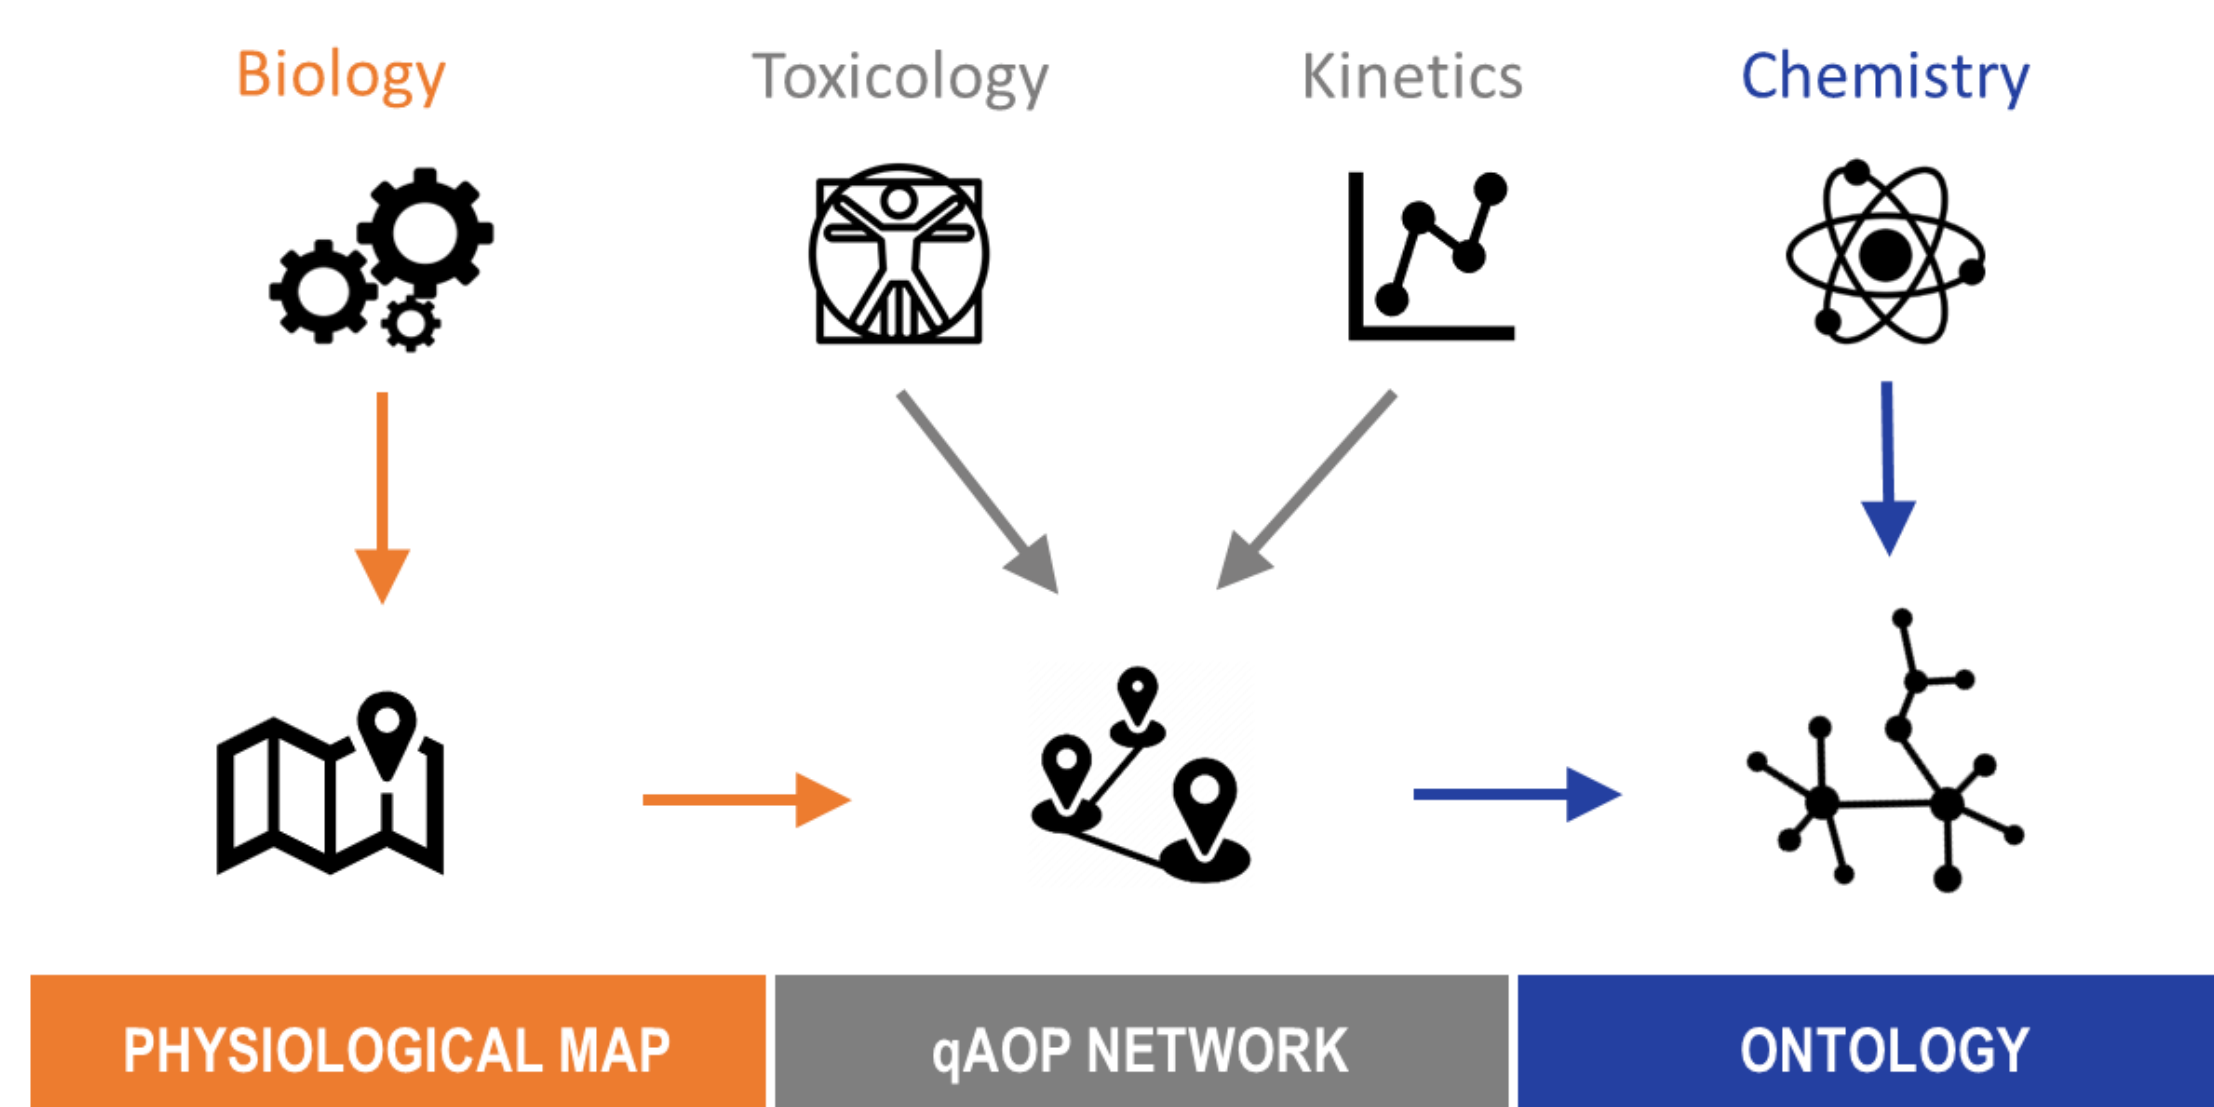 Biology
Toxicology
Kinetics
Chemistry
PHYSIOLOGICAL MAP
qAOP NETWORK
ONTOLOGY